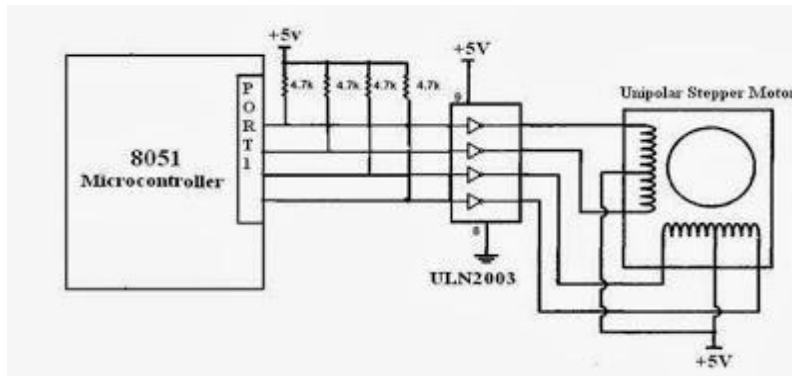 +5v
+5V
4.7k
4.7k
4.7k
4.7k
Unipolar Stepper Motor
PORT1
9
8051
Microcontroller
8
ULN2003
+5V